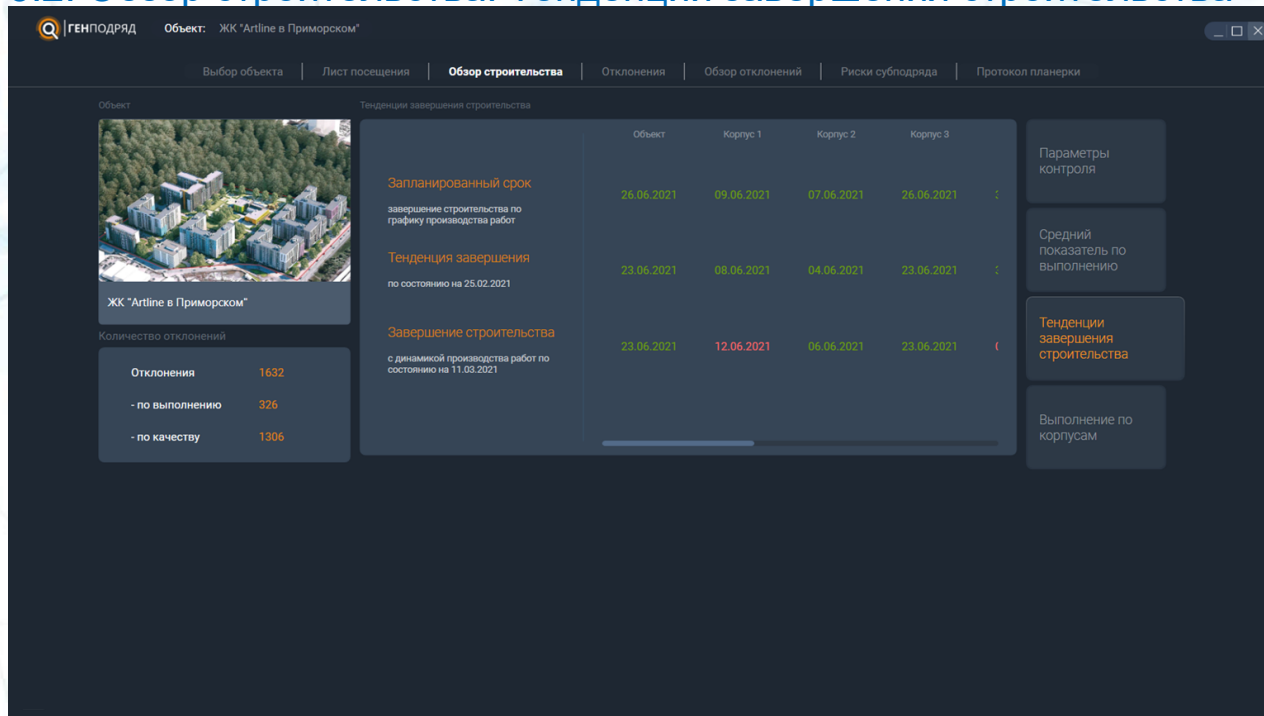 ГЕНПОДРЯД Объект: ЖК "Artline в Приморском"
Выбор объекта Лист посещения Обзор строительства Отклонения Обзор отклонений Риски субподряда Протокол планерки
Объект
ЖК "Artline в Приморском"
Количество отклонений
Отклонения 1632
- по выполнению 326
- по качеству 1306
Тенденции завершения строительства
Объект Корпус 1 Корпус 2 Корпус 3
Запланированный срок
завершение строительства по
графику производства работ
26.06.2021 09.06.2021 07.06.2021 26.06.2021
Тенденция завершения
по состоянию на 25.02.2021
23.06.2021 08.06.2021 04.06.2021 23.06.2021
Завершение строительства
с динамикой производства работ по
состоянию на 11.03.2021
23.06.2021 12.06.2021 06.06.2021 23.06.2021
Параметры
контроля
Средний
показатель по
выполнению
Тенденции
завершения
строительства
Выполнение по
корпусам